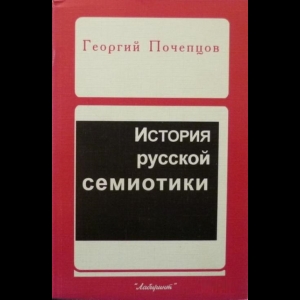 Георгий Почепцов
История
русской
семиотики
"Лабиринт"